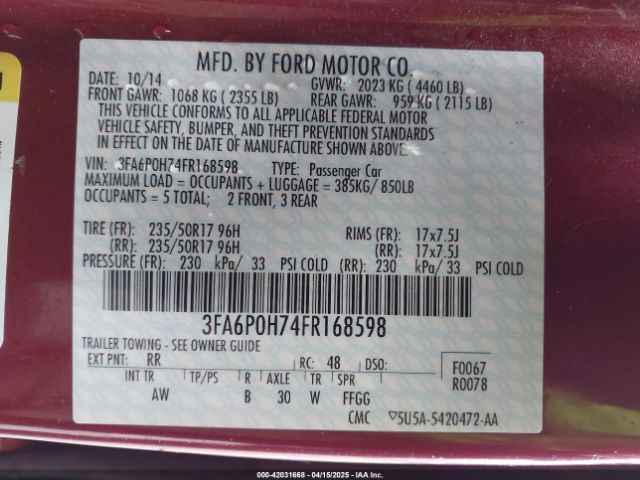 MFD. BY FORD MOTOR CO.
DATE: 10/14 GVWR: 2023 KG ( 4460 LB)
FRONT GAWR: 1068 KG ( 2355 LB) REAR GAWR: 959 KG ( 2115 LB)
THIS VEHICLE CONFORMS TO ALL APPLICABLE FEDERAL MOTOR
VEHICLE SAFETY, BUMPER, AND THEFT PREVENTION STANDARDS
IN EFFECT ON THE DATE OF MANUFACTURE SHOWN ABOVE.
VIN: 3FA6P0H74FR168598 TYPE: Passenger Car
MAXIMUM LOAD = OCCUPANTS + LUGGAGE = 385KG/ 850LB
OCCUPANTS = 5 TOTAL; 2 FRONT, 3 REAR
TIRE (FR): 235/50R17 96H RIMS (FR): 17x7.5J
(RR): 235/50R17 96H (RR): 17x7.5J
PRESSURE (FR): 230 kPa/ 33 PSI COLD (RR): 230 kPa/ 33 PSI COLD
3FA6P0H74FR168598
TRAILER TOWING - SEE OWNER GUIDE
EXT PNT: RR RC: 48 DSO: F0067
R0078
INT TR TP/PS R AXLE TR SPR
AW B 30 W FFGG
CMC ▽5U5A-5420472-AA
000-42031668 04/15/2025 IAAI, Inc.